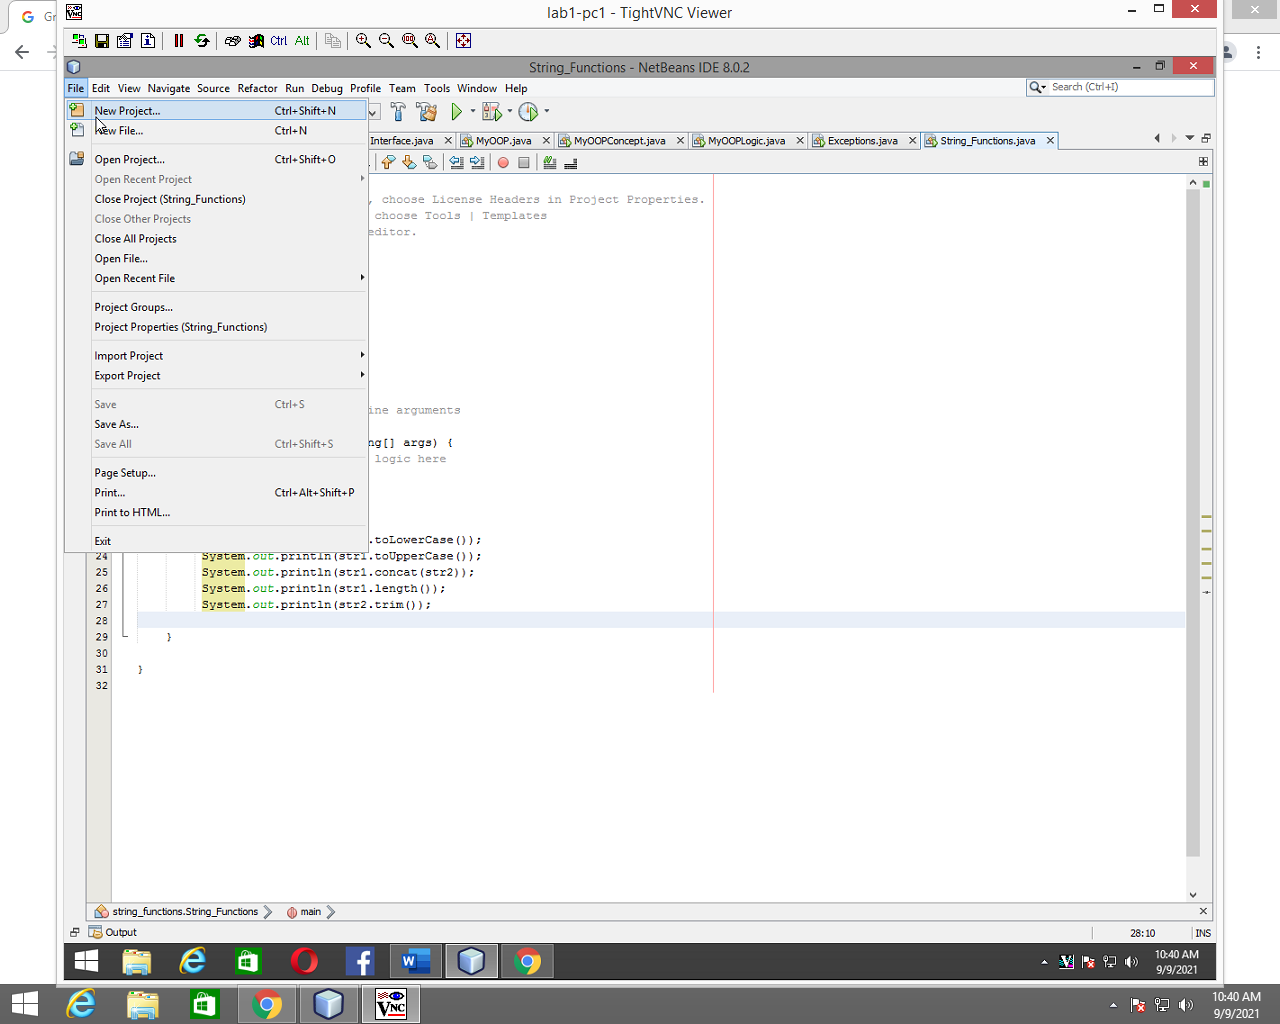 G
lab1-pc1 - TightVNC Viewer
Ctrl Alt
String_Functions - NetBeans IDE 8.0.2
File Edit View Navigate Source Refactor Run Debug Profile Team Tools Window Help
Search (Ctrl+I)
New Project... Ctrl+Shift+N
New File... Ctrl+N
Open Project... Ctrl+Shift+O
Open Recent Project
Close Project (String_Functions)
Close Other Projects
Close All Projects
Open File...
Open Recent File
Project Groups...
Project Properties (String_Functions)
Import Project
Export Project
Save Ctrl+S
Save As...
Save All Ctrl+Shift+S
Page Setup...
Print... Ctrl+Alt+Shift+P
Print to HTML...
Exit
Interface.java MyOOP.java MyOOPConcept.java MyOOPLogic.java Exceptions.java String_Functions.java
, choose License Headers in Project Properties.
choose Tools | Templates
editor.
ine arguments
ng[] args) {
logic here
.toLowerCase());
24 System.out.println(str1.toUpperCase());
25 System.out.println(str1.concat(str2));
26 System.out.println(str1.length());
27 System.out.println(str2.trim());
28
29 }
30
31 }
32
string_functions.String_Functions main
Output
28:10 INS
10:40 AM
9/9/2021
10:40 AM
9/9/2021